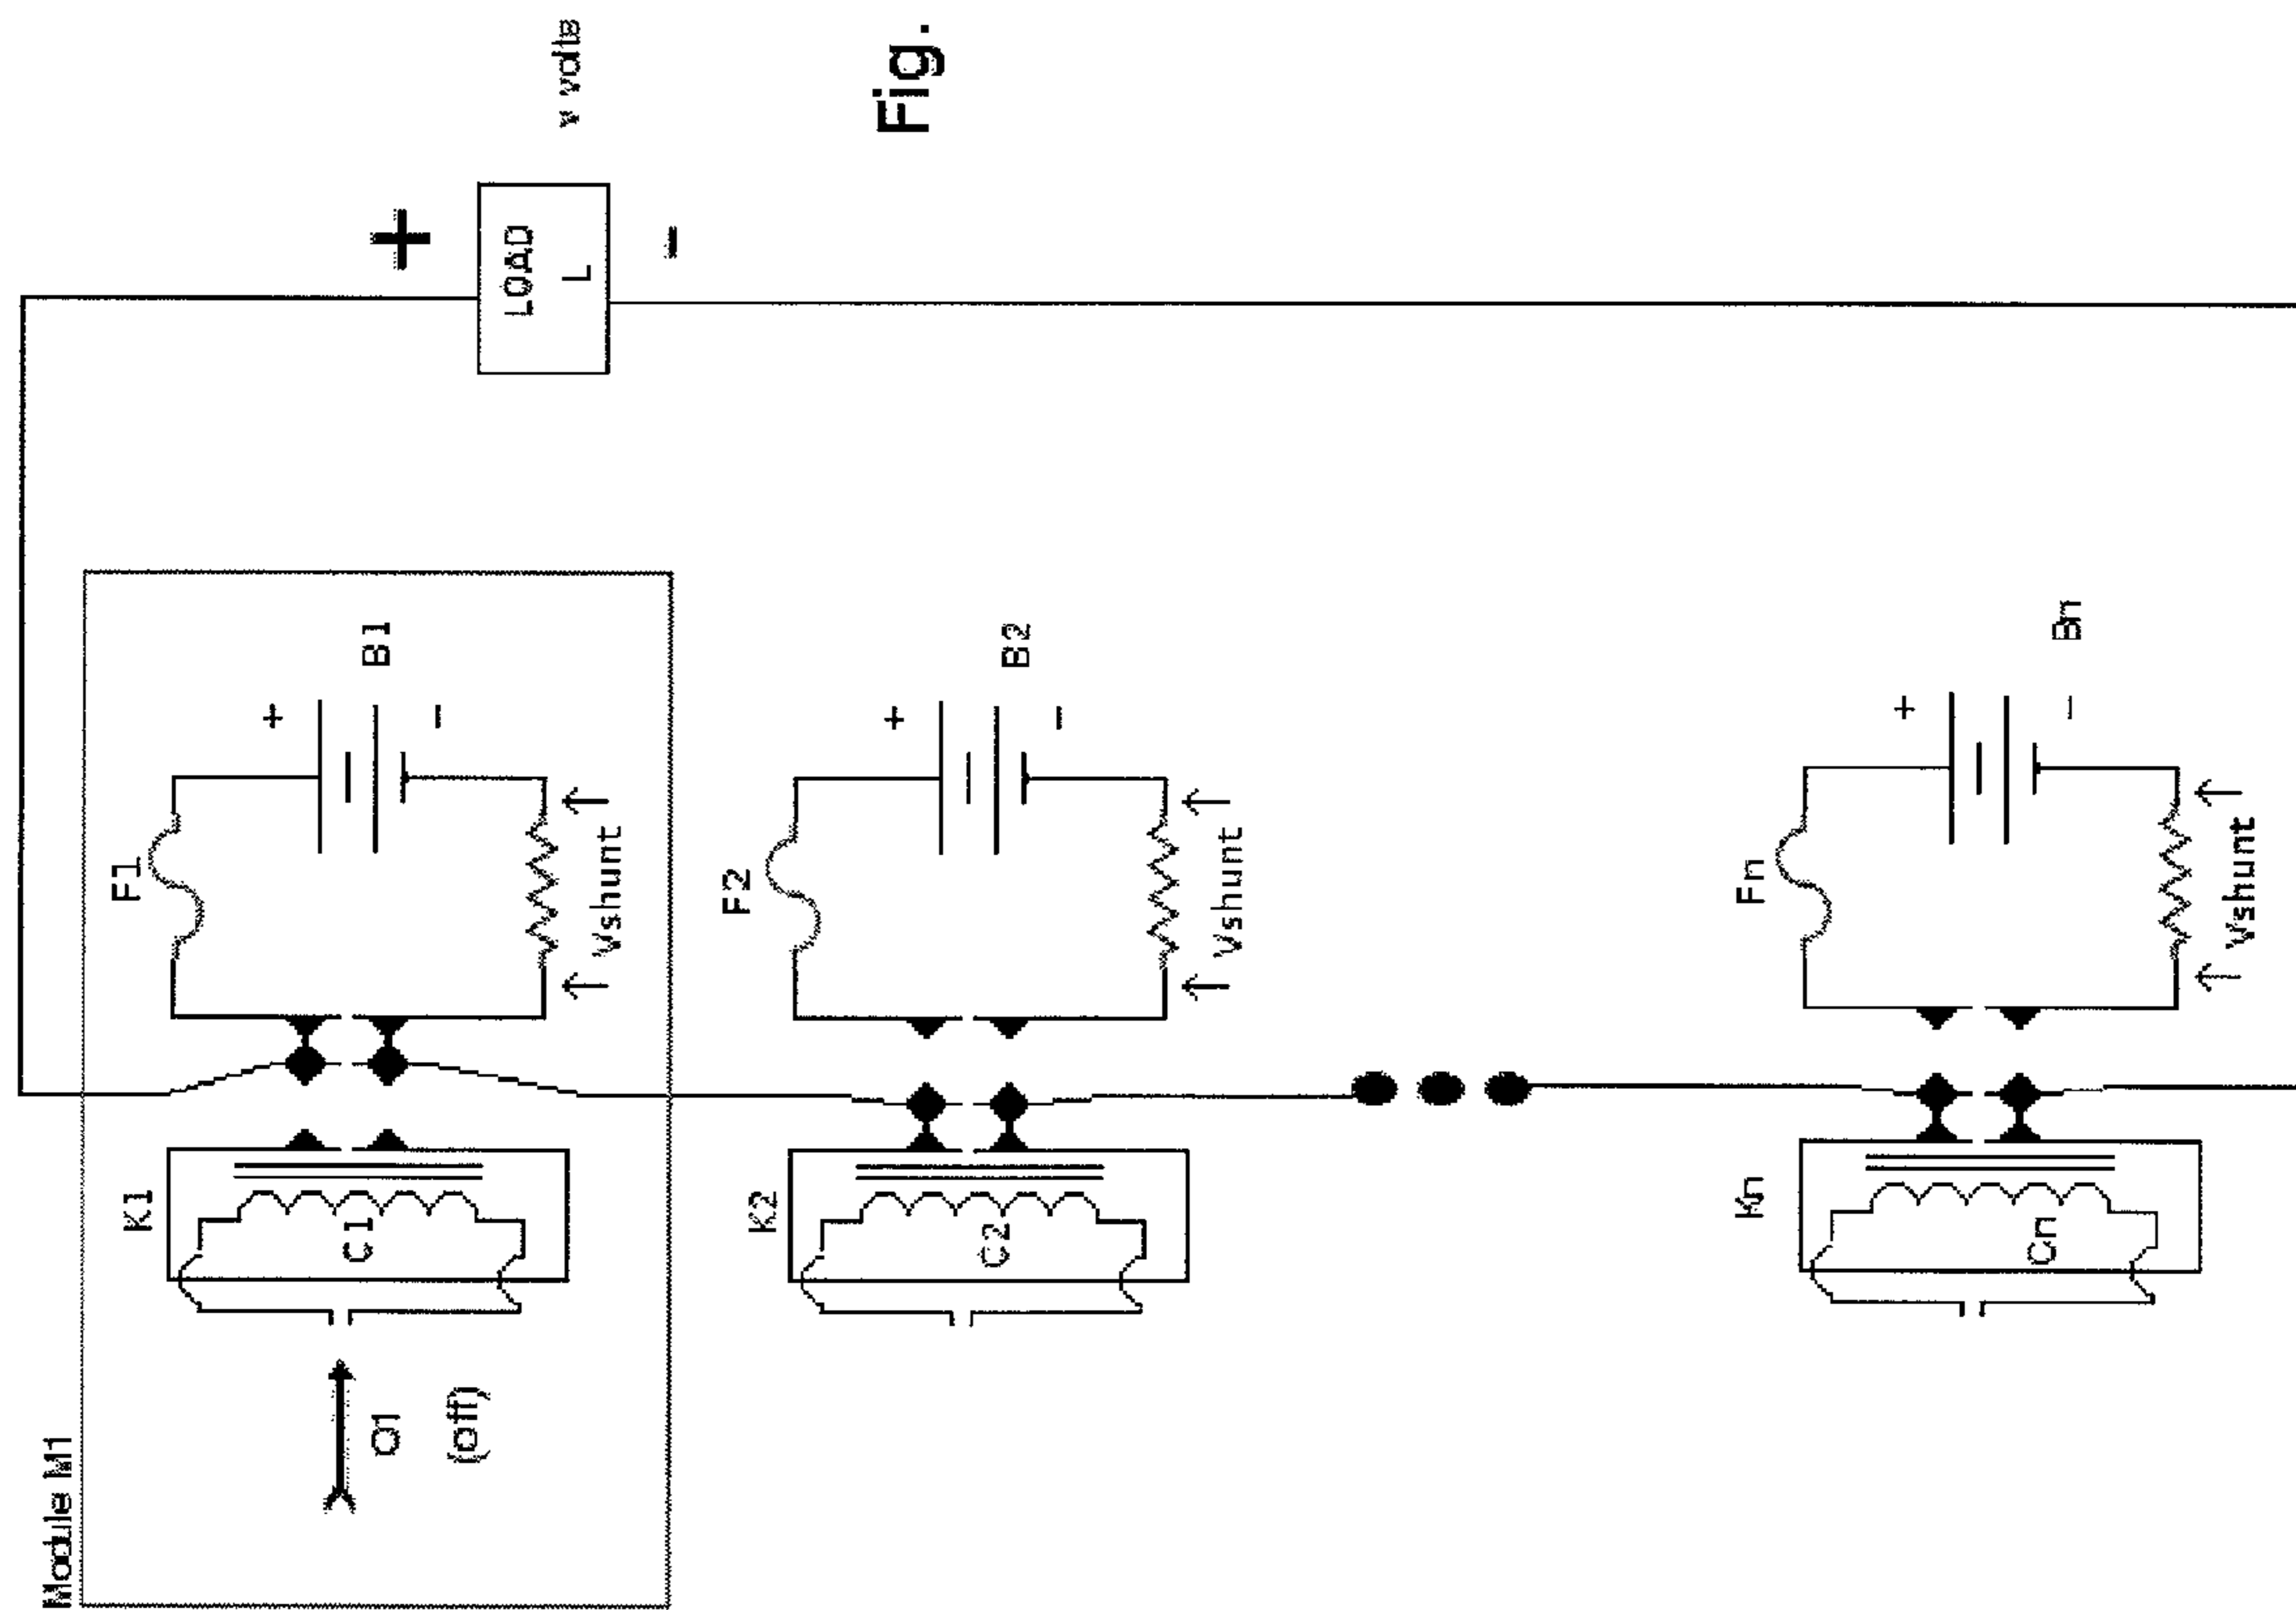 Module M1
K1
C1
O1
(off)
F1
+
B1
-
Vshunt
K2
C2
F2
+
B2
-
Vshunt
Kn
Cn
Fn
+
Bn
-
Vshunt
+
LOAD
L
-
v volts
Fig.